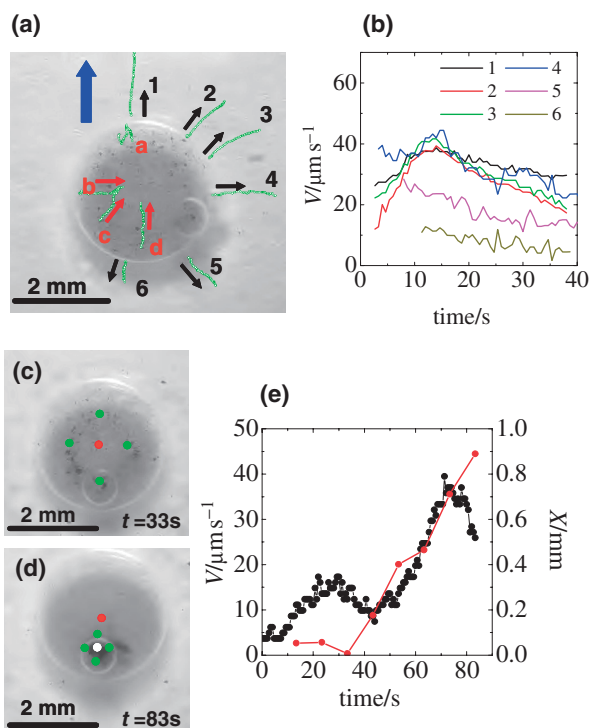 (a)
1
2
3
4
5
6
a
b
c
d
2 mm
(b)
V/μm s⁻¹
60
40
20
0
0 10 20 30 40
time/s
1 4
2 5
3 6
(c)
2 mm
t =33s
(d)
2 mm
t =83s
(e)
V/μm s⁻¹
50
40
30
20
10
0
0 20 40 60 80
time/s
1.0
0.8
0.6
0.4
0.2
0.0
X/mm